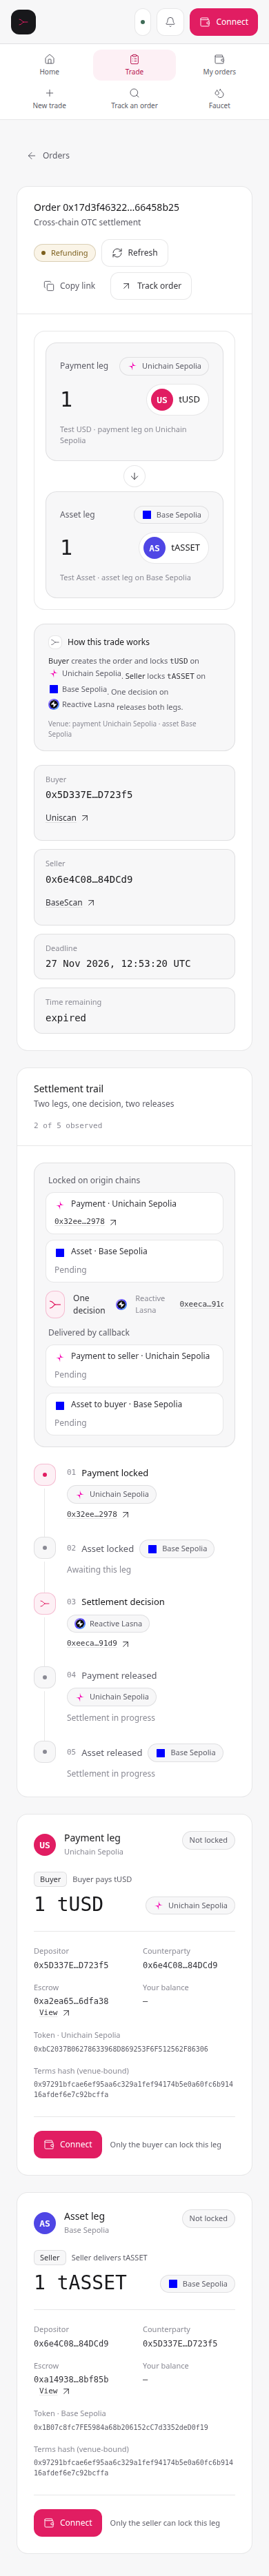 Connect
Home
Trade
My orders
New trade
Track an order
Faucet
Orders
Order 0x17d3f46322...66458b25
Cross-chain OTC settlement
Refunding
Refresh
Copy link
Track order
Payment leg
Unichain Sepolia
1
US
tUSD
Test USD · payment leg on Unichain
Sepolia
Asset leg
Base Sepolia
1
AS
tASSET
Test Asset · asset leg on Base Sepolia
How this trade works
Buyer creates the order and locks tUSD on
Unichain Sepolia. Seller locks tASSET on
Base Sepolia. One decision on
Reactive Lasna releases both legs.
Venue: payment Unichain Sepolia · asset Base
Sepolia
Buyer
0x5D337E…D723f5
Uniscan
Seller
0x6e4C08…84DCd9
BaseScan
Deadline
27 Nov 2026, 12:53:20 UTC
Time remaining
expired
Settlement trail
Two legs, one decision, two releases
2 of 5 observed
Locked on origin chains
Payment · Unichain Sepolia
0x32ee…2978
Asset · Base Sepolia
Pending
One
decision
Reactive
Lasna
0xeeca…91d
Delivered by callback
Payment to seller · Unichain Sepolia
Pending
Asset to buyer · Base Sepolia
Pending
01 Payment locked
Unichain Sepolia
0x32ee…2978
02 Asset locked
Base Sepolia
Awaiting this leg
03 Settlement decision
Reactive Lasna
0xeeca…91d9
04 Payment released
Unichain Sepolia
Settlement in progress
05 Asset released
Base Sepolia
Settlement in progress
US
Payment leg
Unichain Sepolia
Not locked
Buyer
Buyer pays tUSD
1 tUSD
Unichain Sepolia
Depositor
0x5D337E…D723f5
Counterparty
0x6e4C08…84DCd9
Escrow
0xa2ea65…6dfa38
View
Your balance
—
Token · Unichain Sepolia
0xbC2037B06278633968D869253F6F512562F86306
Terms hash (venue-bound)
0x97291bfcae6ef95aa6c329a1fef94174b5e0a60fc6b914
16afdef6e7c92bcffa
Connect
Only the buyer can lock this leg
AS
Asset leg
Base Sepolia
Not locked
Seller
Seller delivers tASSET
1 tASSET
Base Sepolia
Depositor
0x6e4C08…84DCd9
Counterparty
0x5D337E…D723f5
Escrow
0xa14938…8bf85b
View
Your balance
—
Token · Base Sepolia
0x1B07c8fc7FE5984a68b206152cC7d3352deD0f19
Terms hash (venue-bound)
0x97291bfcae6ef95aa6c329a1fef94174b5e0a60fc6b914
16afdef6e7c92bcffa
Connect
Only the seller can lock this leg